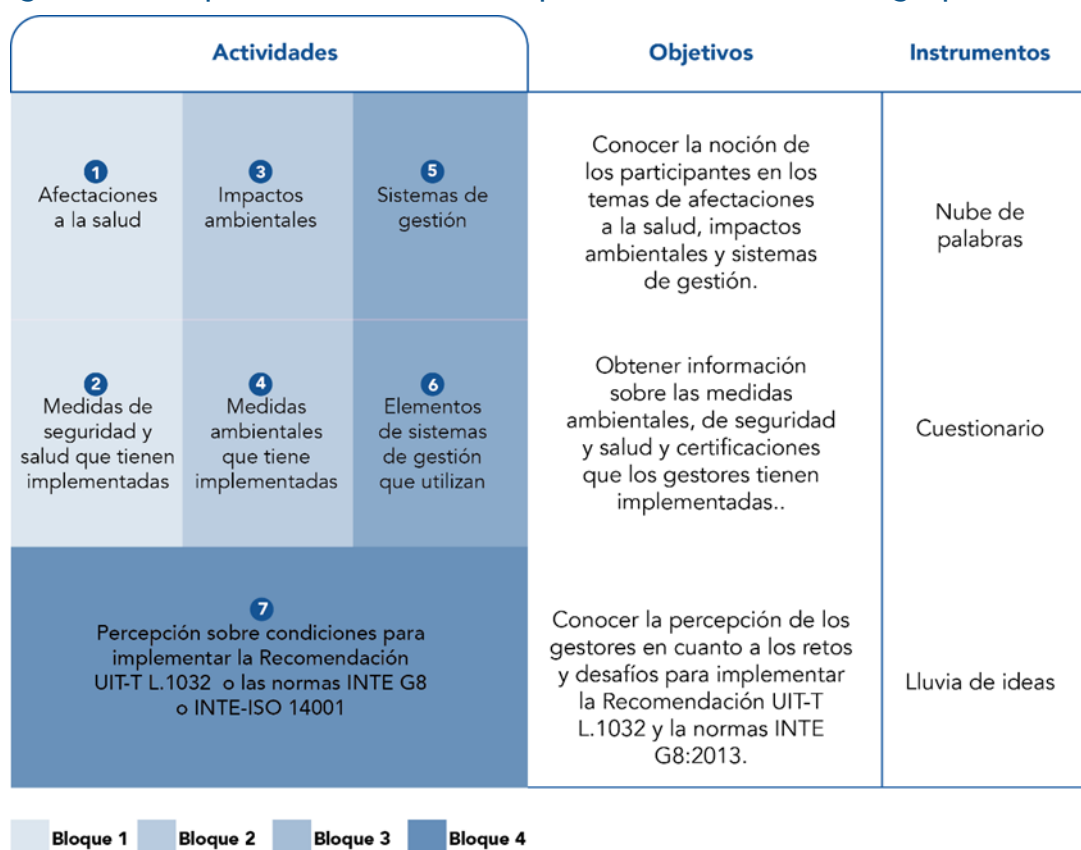 Actividades
Objetivos
Instrumentos
1
Afectaciones
a la salud
3
Impactos
ambientales
5
Sistemas de
gestión
Conocer la noción de
los participantes en los
temas de afectaciones
a la salud, impactos
ambientales y sistemas
de gestión.
Nube de
palabras
2
Medidas de
seguridad y
salud que tienen
implementadas
4
Medidas
ambientales
que tiene
implementadas
6
Elementos
de sistemas
de gestión
que utilizan
Obtener información
sobre las medidas
ambientales, de seguridad
y salud y certificaciones
que los gestores tienen
implementadas..
Cuestionario
7
Percepción sobre condiciones para
implementar la Recomendación
UIT-T L.1032 o las normas INTE G8
o INTE-ISO 14001
Conocer la percepción de los
gestores en cuanto a los retos
y desafíos para implementar
la Recomendación UIT-T
L.1032 y la normas INTE
G8:2013.
Lluvia de ideas
Bloque 1 Bloque 2 Bloque 3 Bloque 4